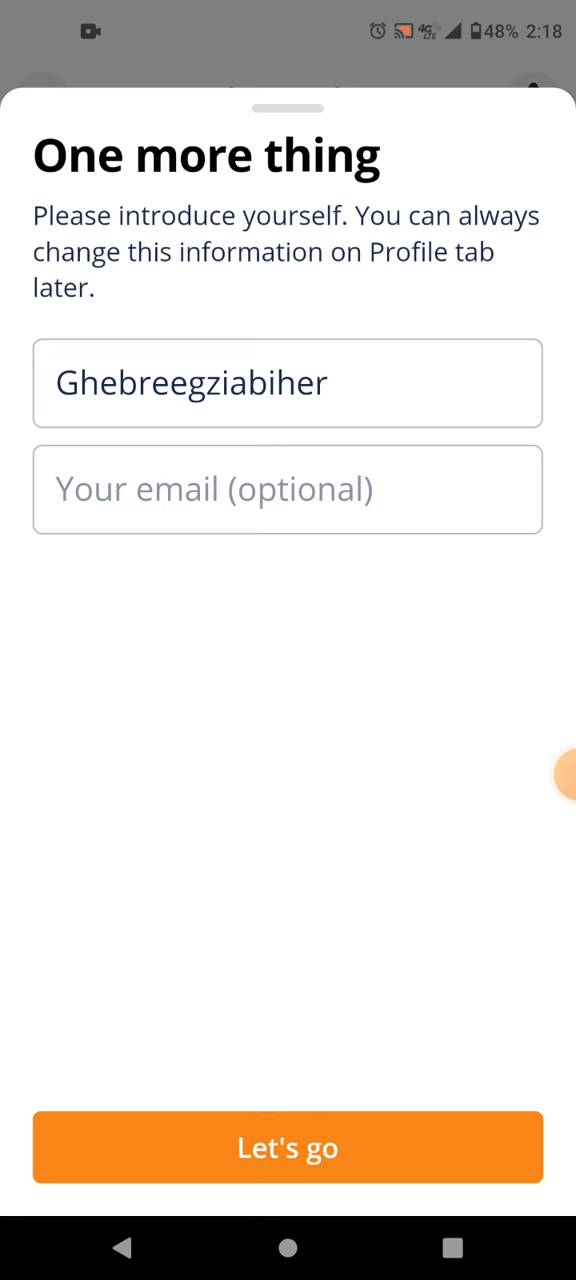 48% 2:18
One more thing
Please introduce yourself. You can always
change this information on Profile tab
later.
Ghebreegziabiher
Your email (optional)
Let's go